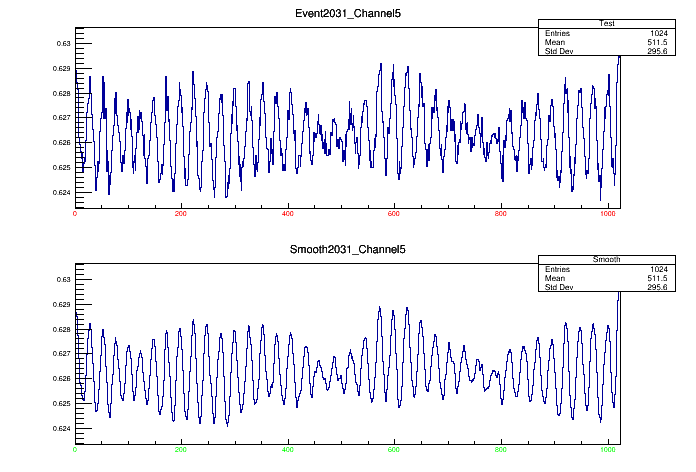 Event2031_Channel5
Test
Entries 1024
Mean 511.5
Std Dev 295.6
0.63
0.629
0.628
0.627
0.626
0.625
0.624
0 200 400 600 800 1000
Smooth2031_Channel5
Smooth
Entries 1024
Mean 511.5
Std Dev 295.6
0.63
0.629
0.628
0.627
0.626
0.625
0.624
0 200 400 600 800 1000